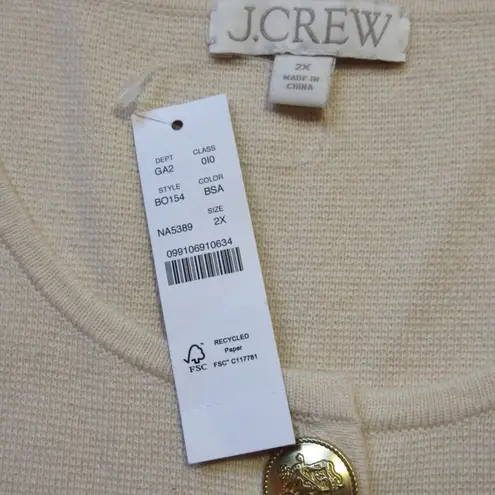 J.CREW
2X
MADE IN
CHINA
DEPT CLASS
GA2 0I0
STYLE COLOR
BO154 BSA
SIZE
NA5389 2X
099106910634
RECYCLED
Paper
FSC FSC® C117781